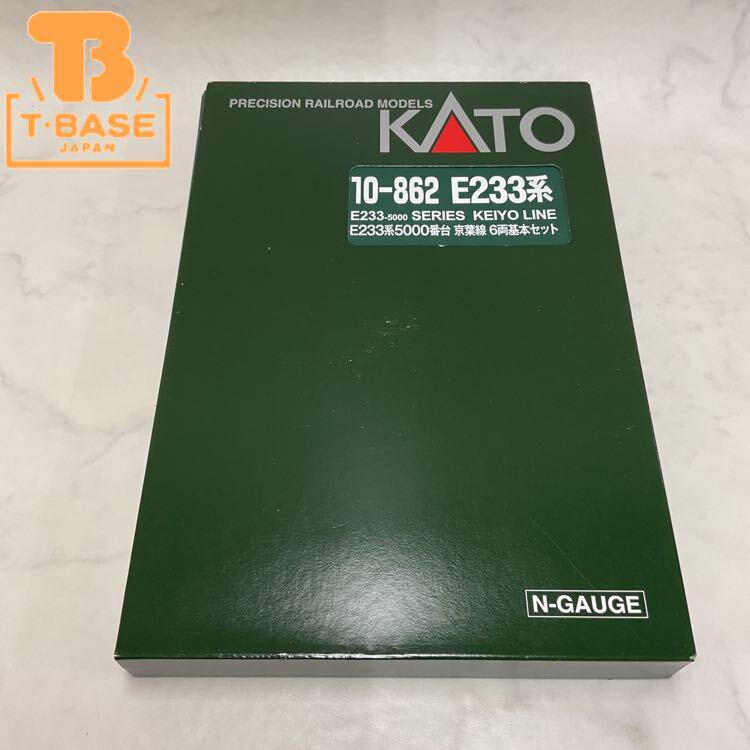 T·BASE
JAPAN
PRECISION RAILROAD MODELS
KATO
10-862 E233系
E233-5000 SERIES KEIYO LINE
E233系5000番台 京葉線 6両基本セット
N-GAUGE